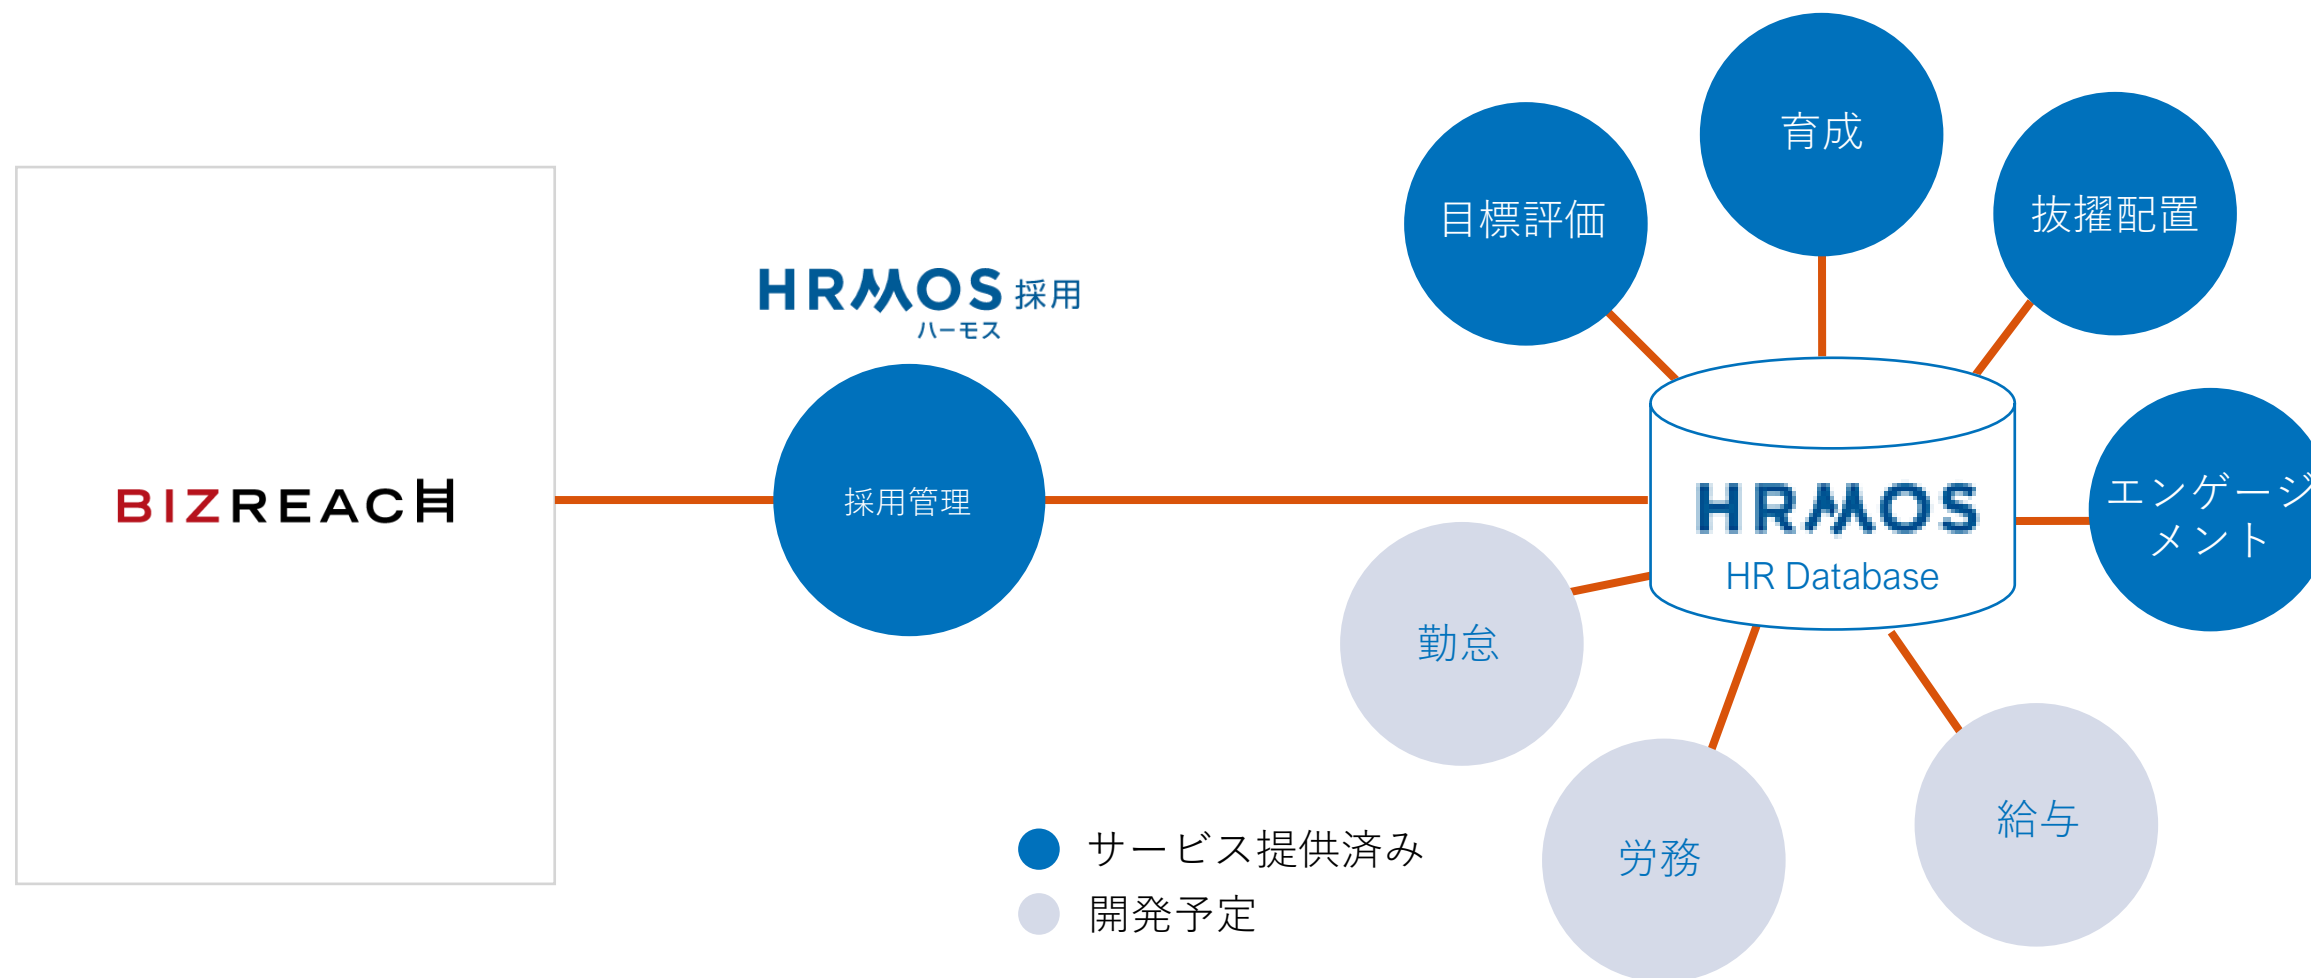 BIZREACH
HRMOS 採用
ハーモス
採用管理
目標評価
育成
抜擢配置
エンゲージ
メント
HRMOS
HR Database
勤怠
労務
給与
サービス提供済み
開発予定